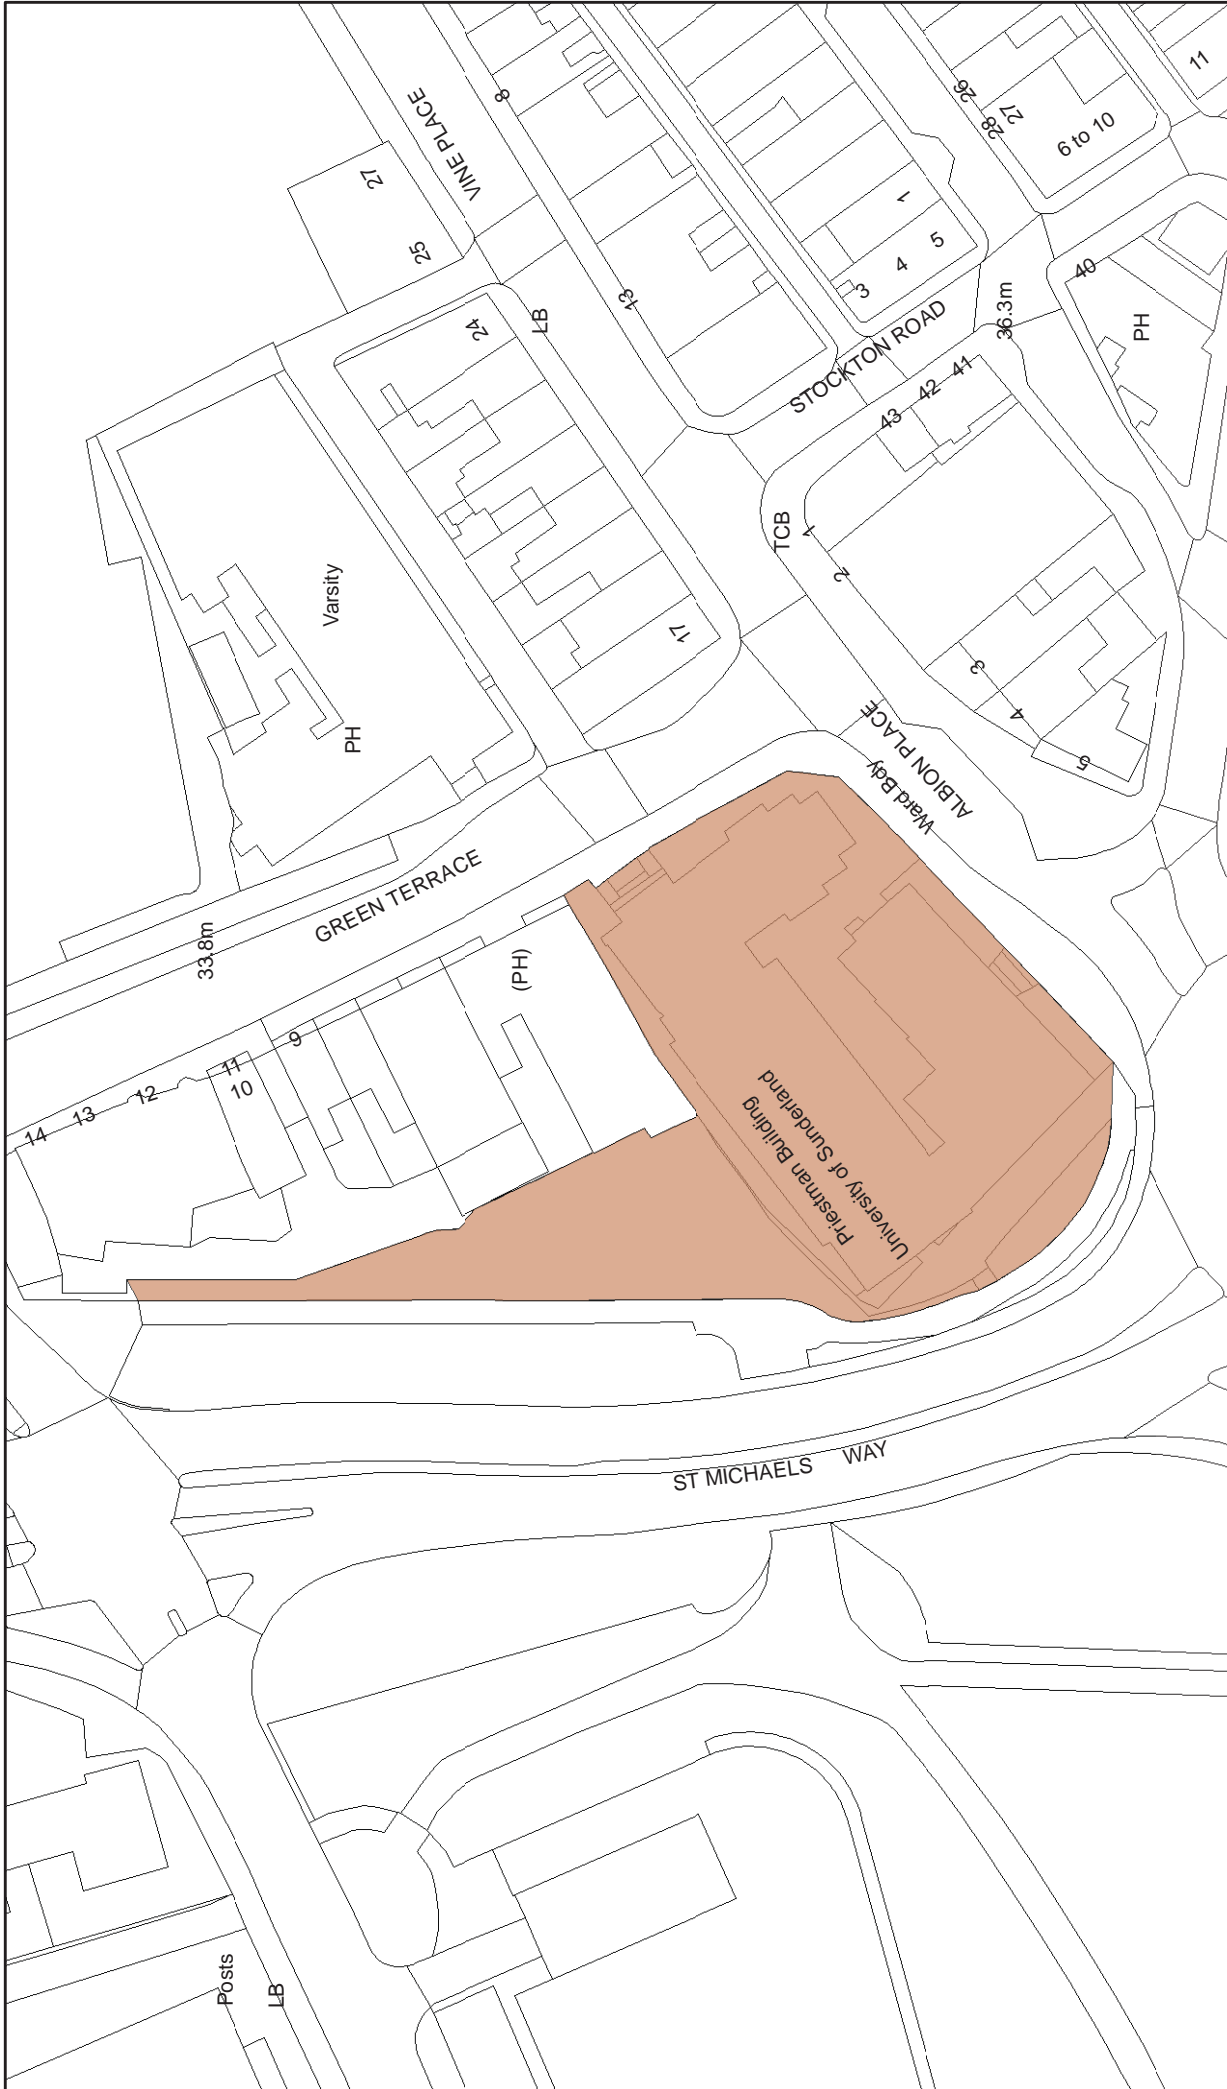 11
26
27
28
6 to 10
VINE PLACE
8
27
25
1
5
4
3
40
36.3m
PH
13
24
LB
STOCKTON ROAD
41
42
43
TCB
1
2
Varsity
17
PH
3
4
5
ALBION PLACE
Ward Bdy
GREEN TERRACE
33.8m
(PH)
9
11
10
12
13
14
Priestman Building
University of Sunderland
ST MICHAELS WAY
Posts
LB